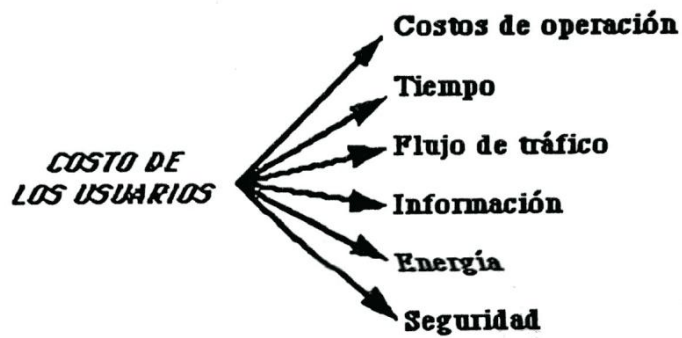 COSTO DE
LOS USUARIOS
Costos de operación
Tiempo
Flujo de tráfico
Información
Energía
Seguridad